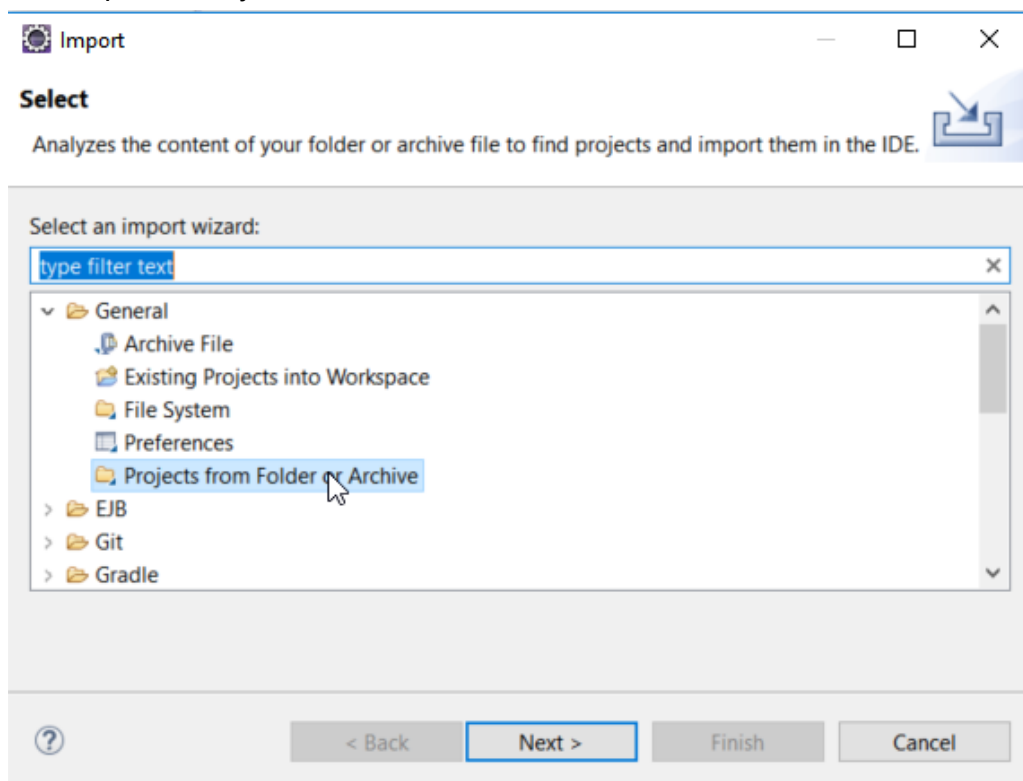 Import
Select
Analyzes the content of your folder or archive file to find projects and import them in the IDE.
Select an import wizard:
type filter text
General
Archive File
Existing Projects into Workspace
File System
Preferences
Projects from Folder or Archive
EJB
Git
Gradle
?
< Back Next > Finish Cancel